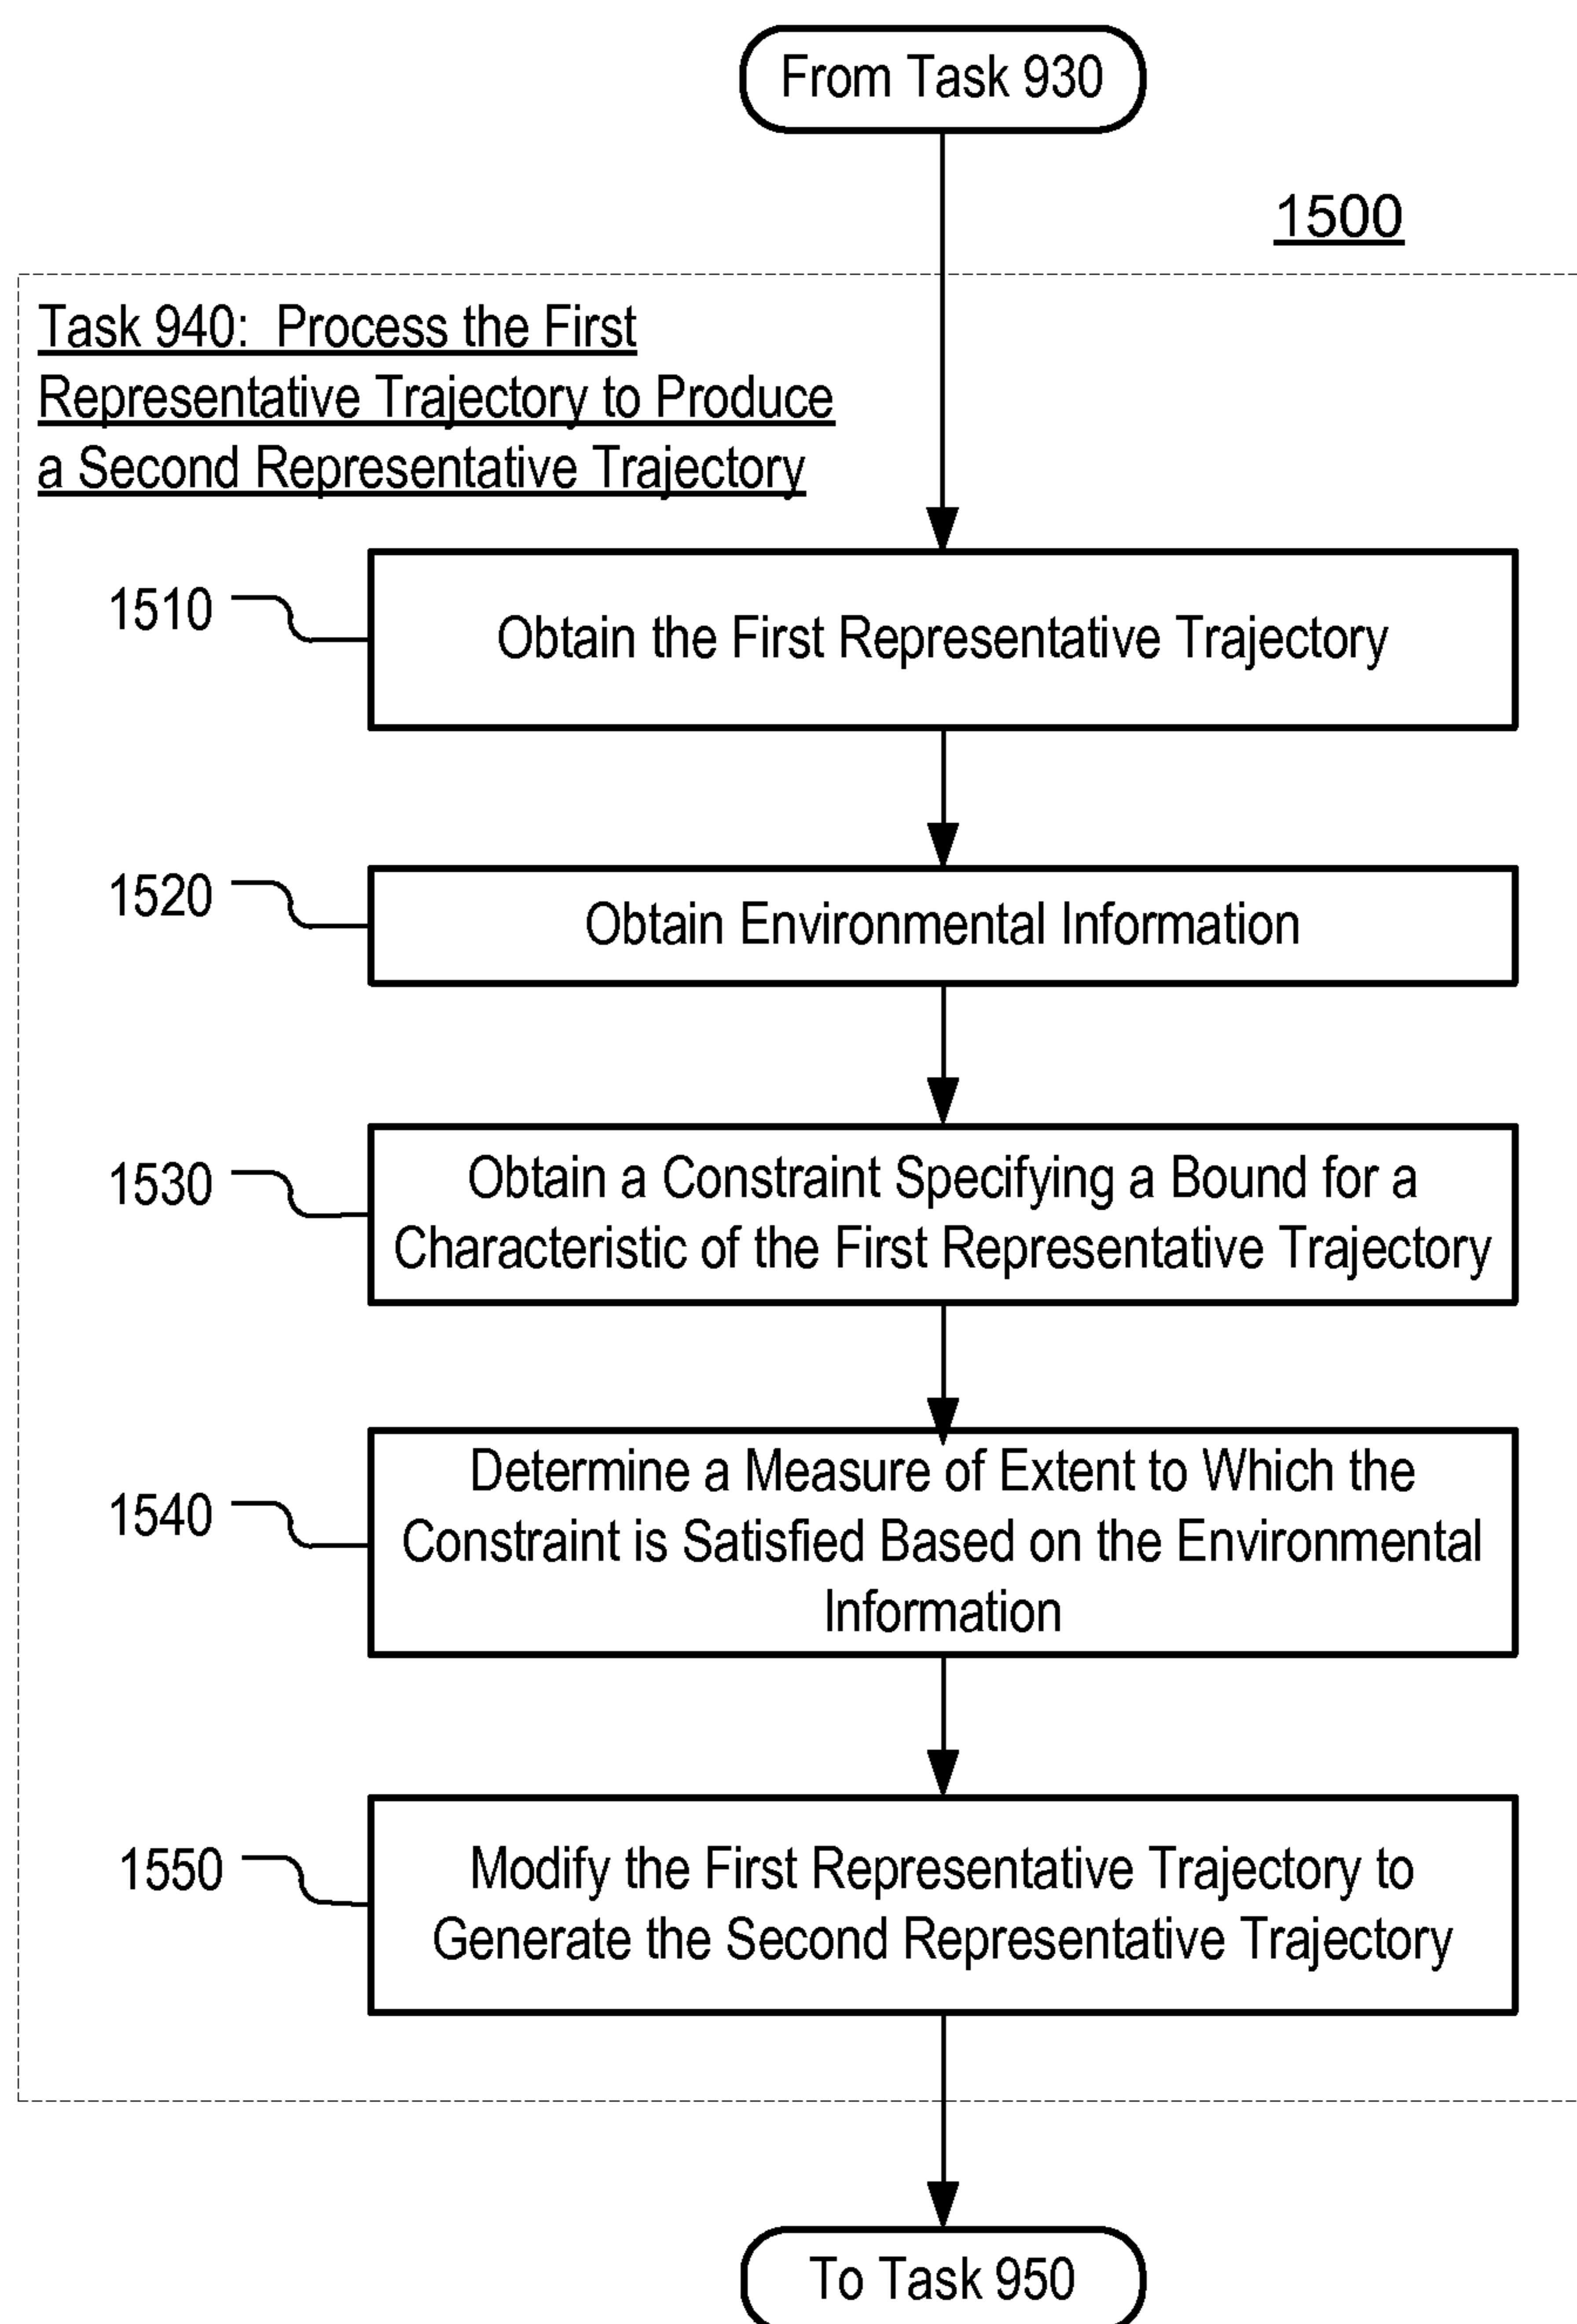 From Task 930
1500
Task 940: Process the First
Representative Trajectory to Produce
a Second Representative Trajectory
1510
Obtain the First Representative Trajectory
1520
Obtain Environmental Information
1530
Obtain a Constraint Specifying a Bound for a
Characteristic of the First Representative Trajectory
1540
Determine a Measure of Extent to Which the
Constraint is Satisfied Based on the Environmental
Information
1550
Modify the First Representative Trajectory to
Generate the Second Representative Trajectory
To Task 950